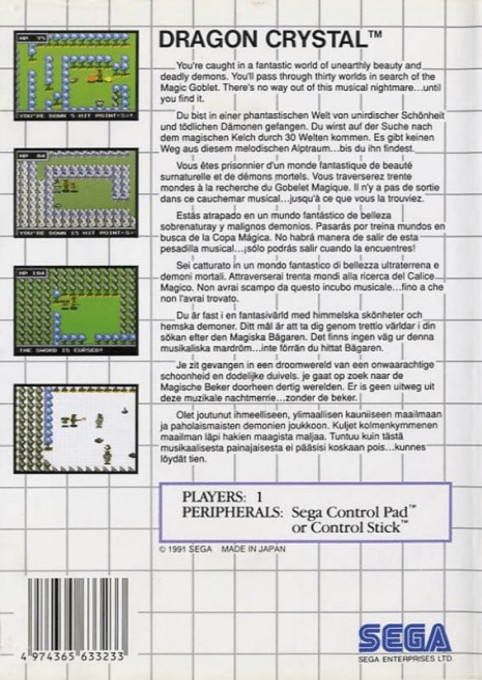 DRAGON CRYSTAL™
You're caught in a fantastic world of unearthly beauty and
deadly demons. You'll pass through thirty worlds in search of the
Magic Goblet. There's no way out of this musical nightmare...until
you find it.
Du bist in einer phantastischen Welt von unirdischer Schönheit
und tödlichen Dämonen gefangen. Du wirst auf der Suche nach
dem magischen Kelch durch 30 Welten kommen. Es gibt keinen
Weg aus diesem melodischen Alptraum...bis du ihn findest.
Vous êtes prisonnier d'un monde fantastique de beauté
surnaturelle et de démons mortels. Vous traverserez trente
mondes à la recherche du Gobelet Magique. Il n'y a pas de sortie
dans ce cauchemar musical...jusqu'à ce que vous la trouviez.
Estás atrapado en un mundo fantástico de belleza
sobrenaturay y malignos demonios. Pasarás por treina mundos en
busca de la Copa Mágica. No habrá manera de salir de esta
pesadilla musical...¡sólo podrás salir cuando la encuentres!
Sei catturato in un mondo fantastico di bellezza ultraterrena e
demoni mortali. Attraverserai trenta mondi alla ricerca del Calice
Magico. Non avrai scampo da questo incubo musicale...fino a che
non l'avrai trovato.
Du är fast i en fantasivärld med himmelska skönheter och
hemska demoner. Ditt mål är att ta dig genom trettio världar i din
sökan efter den Magiska Bägaren. Det finns ingen väg ur denna
musikaliska mardröm...inte förrän du hittat Bägaren.
Je zit gevangen in een droomwereld van een onwaarachtige
schoonheid en dodelijke duivels. je gaat op zoek naar de
Magische Beker doorheen dertig werelden. Er is geen uitweg uit
deze muzikale nachtmerrie...zonder de beker.
Olet joutunut ihmeelliseen, ylimaallisen kauniiseen maailmaan
ja paholaismaisten demonien joukkoon. Kuljet kolmenkymmenen
maailman läpi hakien maagista maljaa. Tuntuu kuin tästä
musikaalisesta painajaisesta ei pääsisi koskaan pois...kunnes
löydät tien.
HP
YOU'RE DOWN 5 HIT POINT-S!
HP 84
YOU'RE DOWN 15 HIT POINT-S
HP 184
THE SWORD IS CURSED!
PLAYERS: 1
PERIPHERALS: Sega Control Pad™
or Control Stick™
© 1991 SEGA MADE IN JAPAN
4 974365 633233
SEGA
SEGA ENTERPRISES LTD.